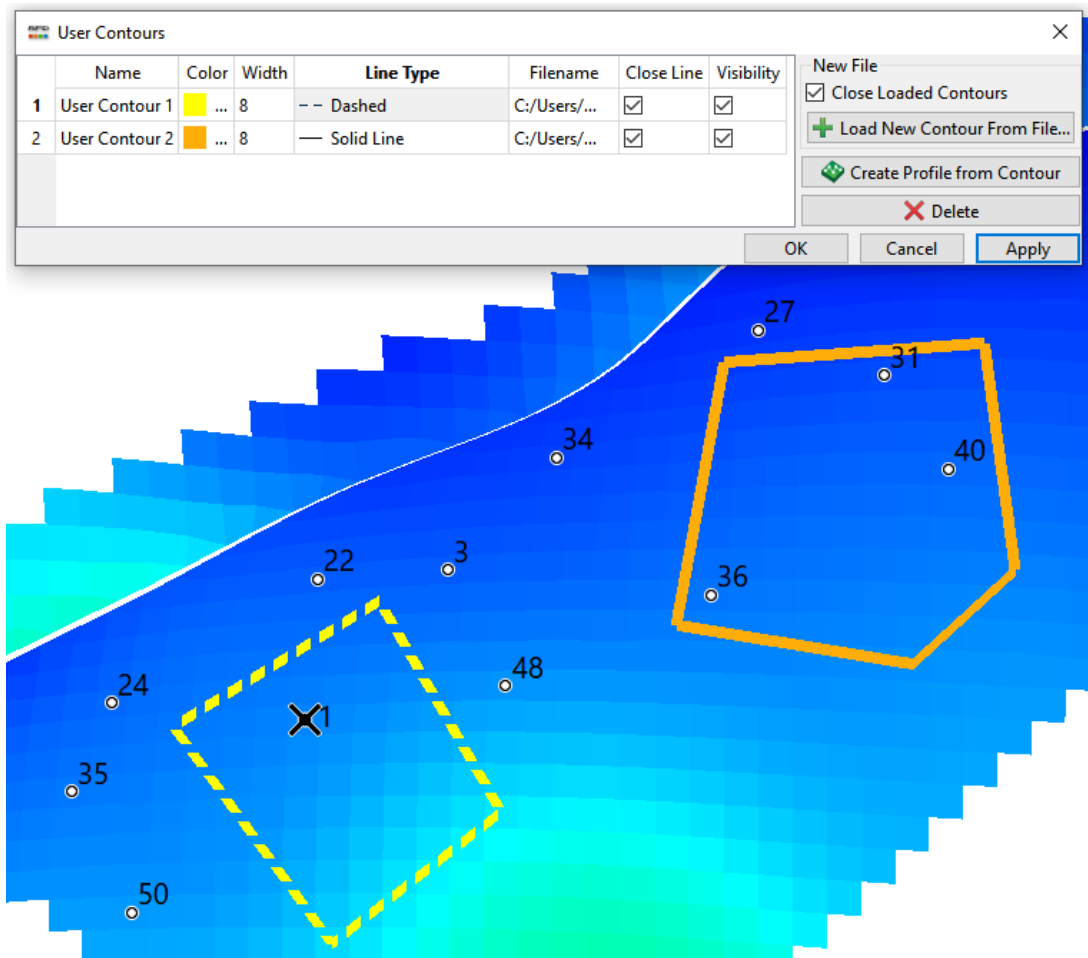 User Contours
Name Color Width Line Type Filename Close Line Visibility
1 User Contour 1 ... 8 Dashed C:/Users/...
2 User Contour 2 ... 8 Solid Line C:/Users/...
New File
Close Loaded Contours
Load New Contour From File...
Create Profile from Contour
Delete
OK Cancel Apply
27
31
34
40
3
22
36
48
24
1
35
50